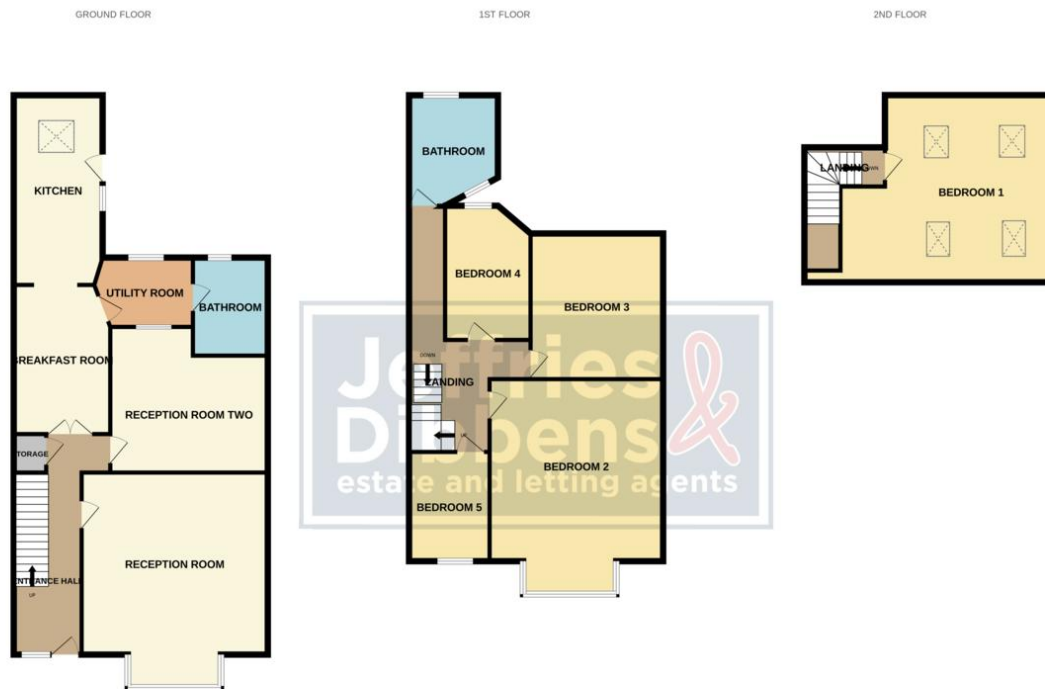 GROUND FLOOR
1ST FLOOR
2ND FLOOR
KITCHEN
UTILITY ROOM
BATHROOM
BREAKFAST ROOM
RECEPTION ROOM TWO
STORAGE
RECEPTION ROOM
ENTRANCE HALL
UP
BATHROOM
BEDROOM 4
BEDROOM 3
DOWN
LANDING
UP
BEDROOM 2
BEDROOM 5
LANDING
DOWN
BEDROOM 1
Jeffries &
Dibbens
estate and letting agents